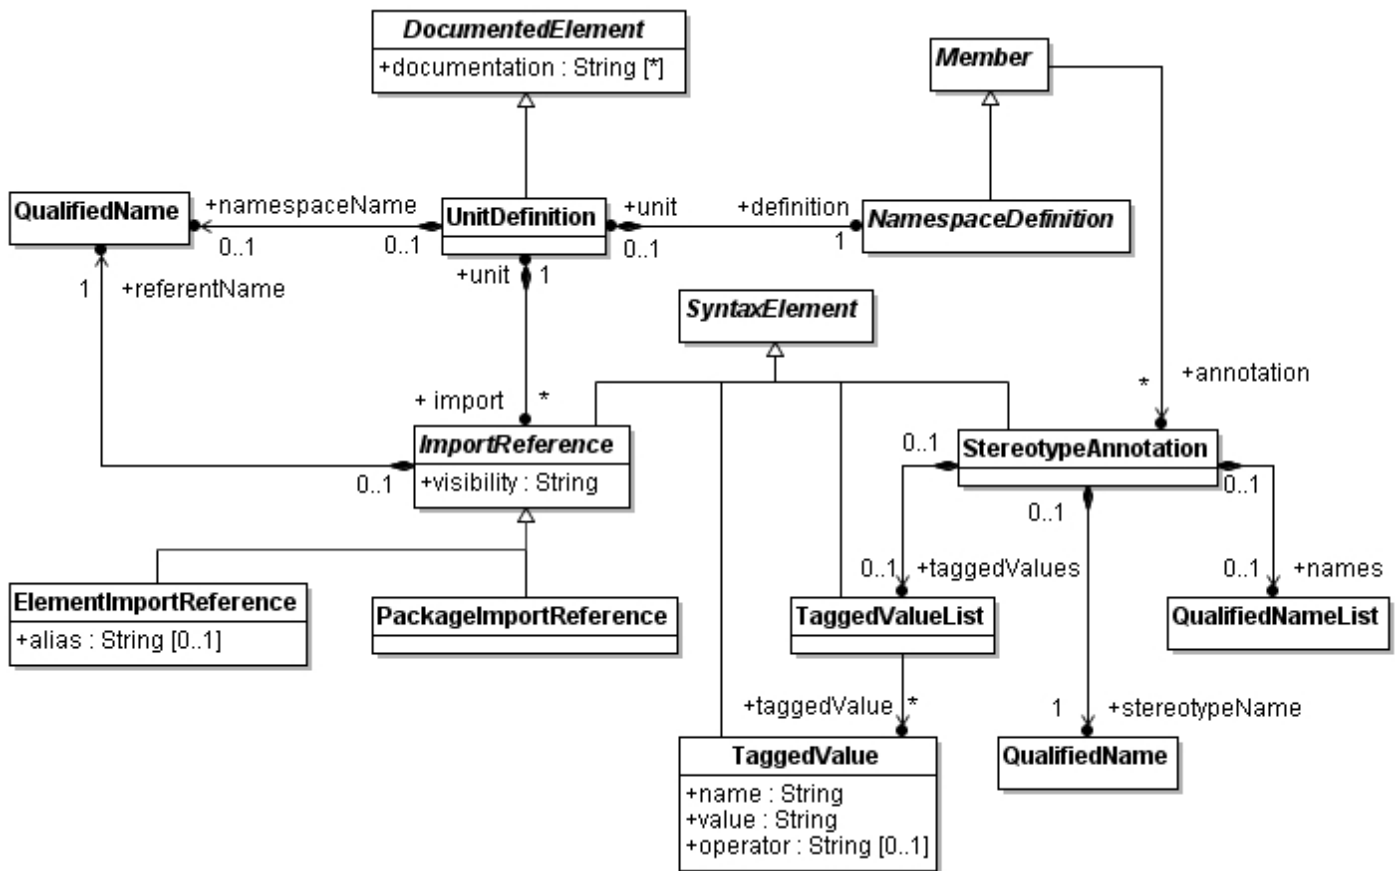 DocumentedElement
+documentation : String [*]
Member
QualifiedName
+namespaceName
0..1
0..1
UnitDefinition
+unit
0..1
+definition
1
NamespaceDefinition
1
+referentName
+unit
1
SyntaxElement
+ import
*
*
+annotation
ImportReference
+visibility : String
0..1
0..1
StereotypeAnnotation
0..1
0..1
0..1
+taggedValues
0..1
+names
ElementImportReference
+alias : String [0..1]
PackageImportReference
TaggedValueList
QualifiedNameList
+taggedValue
*
1
+stereotypeName
TaggedValue
+name : String
+value : String
+operator : String [0..1]
QualifiedName